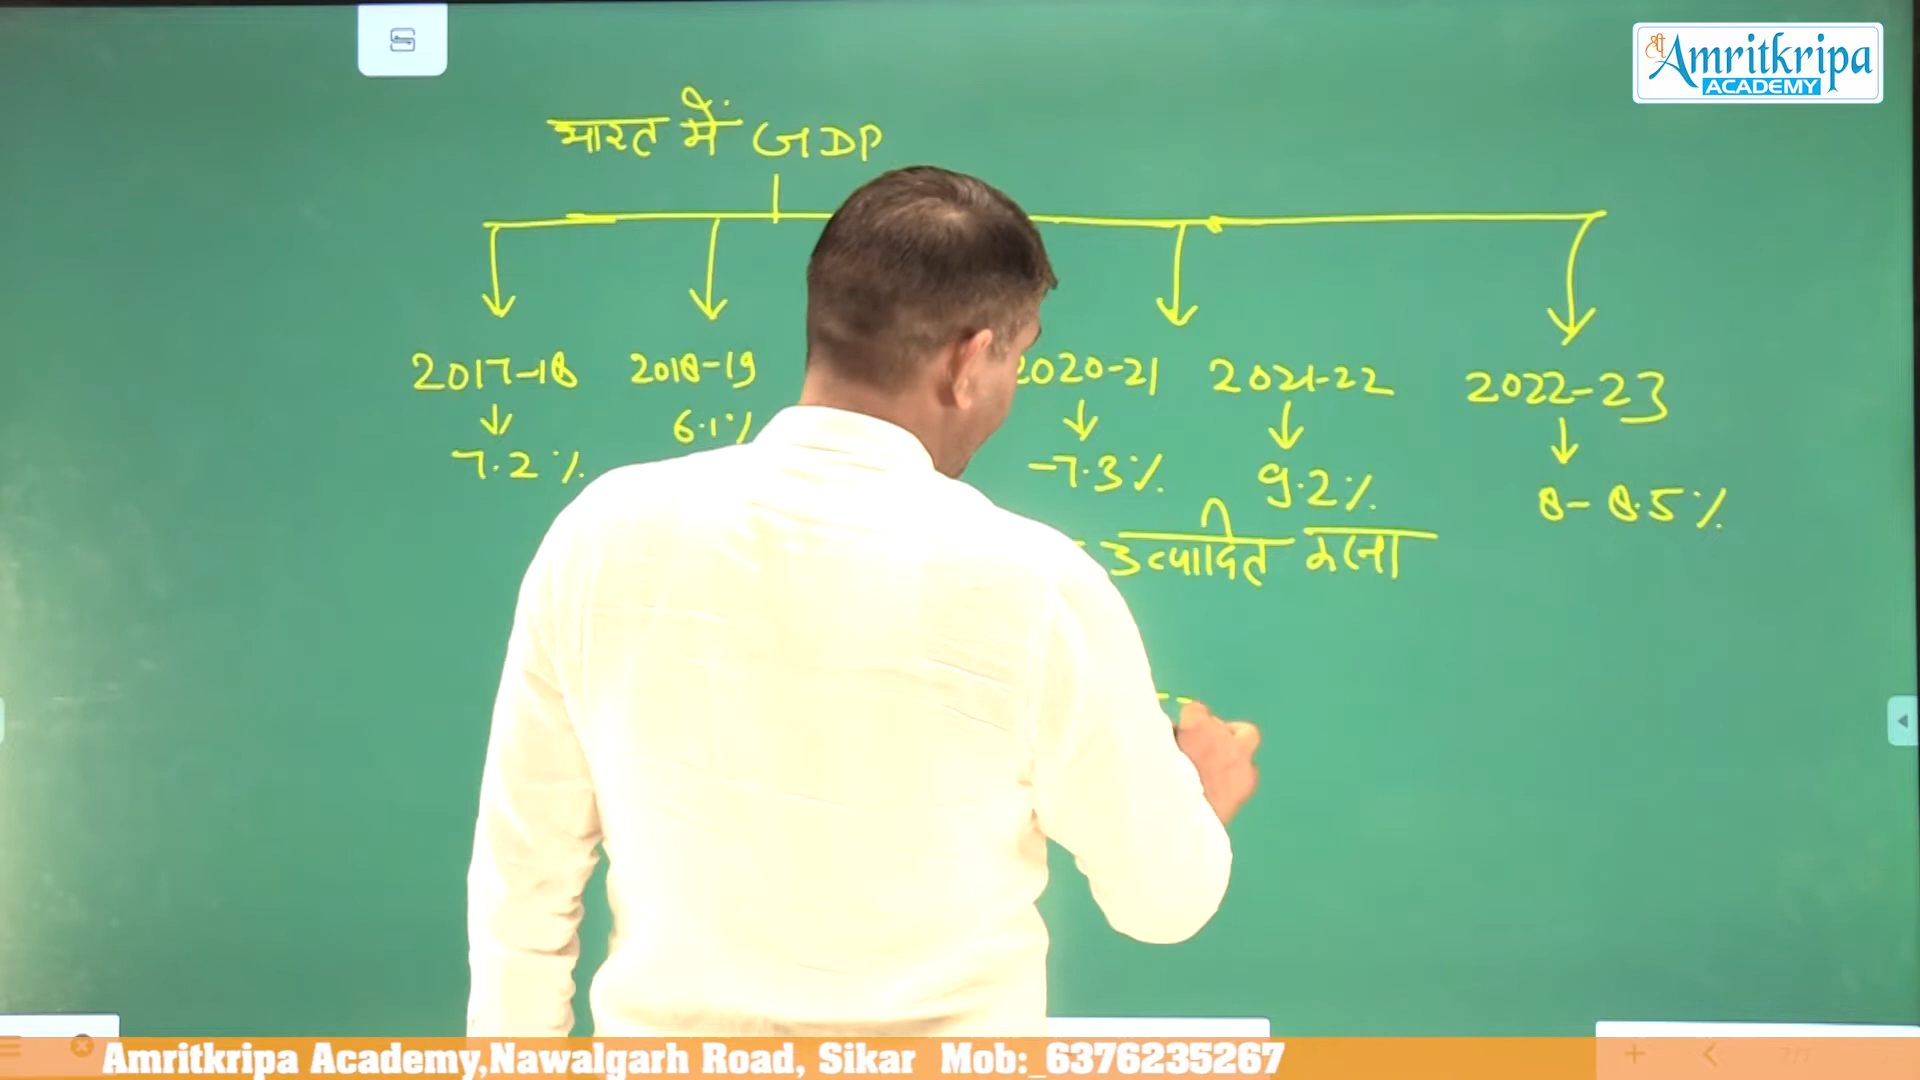 श्री
Amritkripa
ACADEMY
भारत में GDP
2017-18 2018-19 2020-21 2021-22 2022-23
7.2% 6.1% -7.3% 9.2% 8-8.5%
उत्पादित करना
Amritkripa Academy,Nawalgarh Road, Sikar Mob:_6376235267